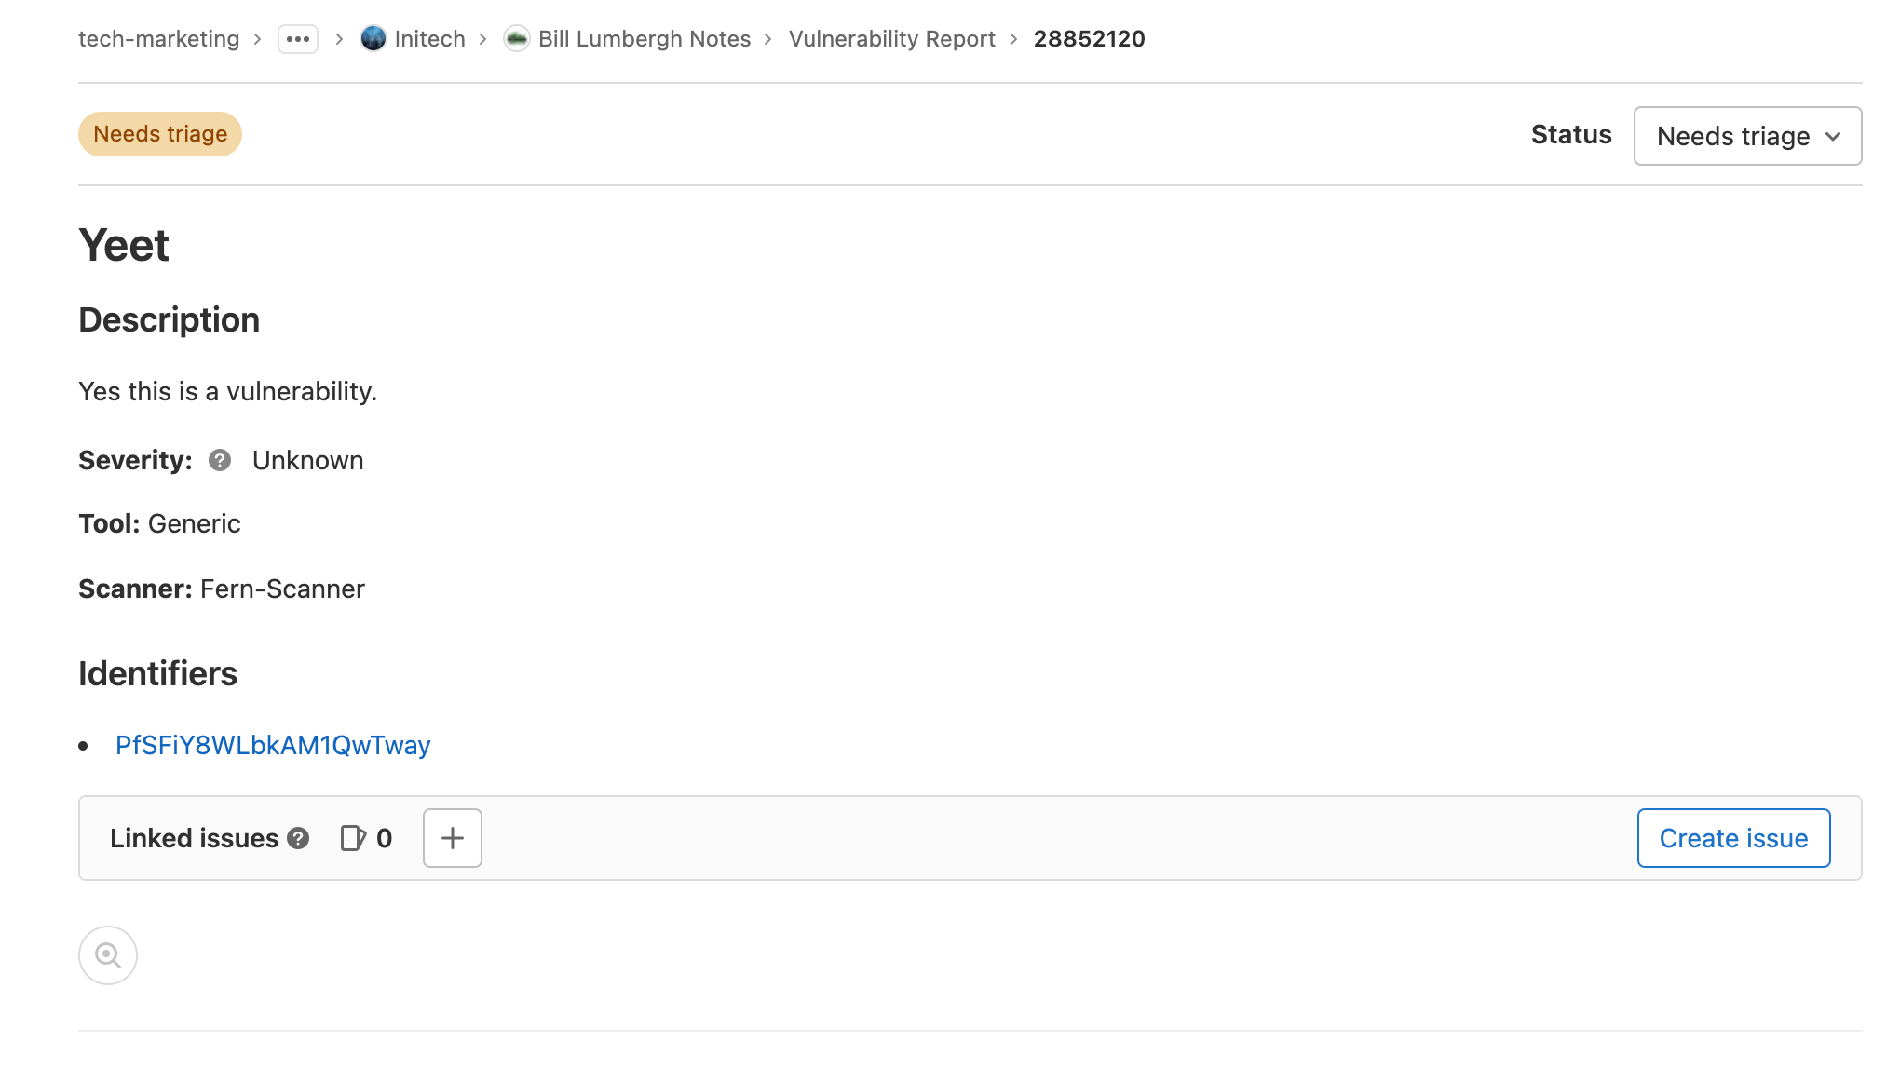 tech-marketing > ••• > Initech > Bill Lumbergh Notes > Vulnerability Report > 28852120
Needs triage
Status Needs triage
Yeet
Description
Yes this is a vulnerability.
Severity: Unknown
Tool: Generic
Scanner: Fern-Scanner
Identifiers
• PfSFiY8WLbkAM1QwTway
Linked issues 0 + Create issue